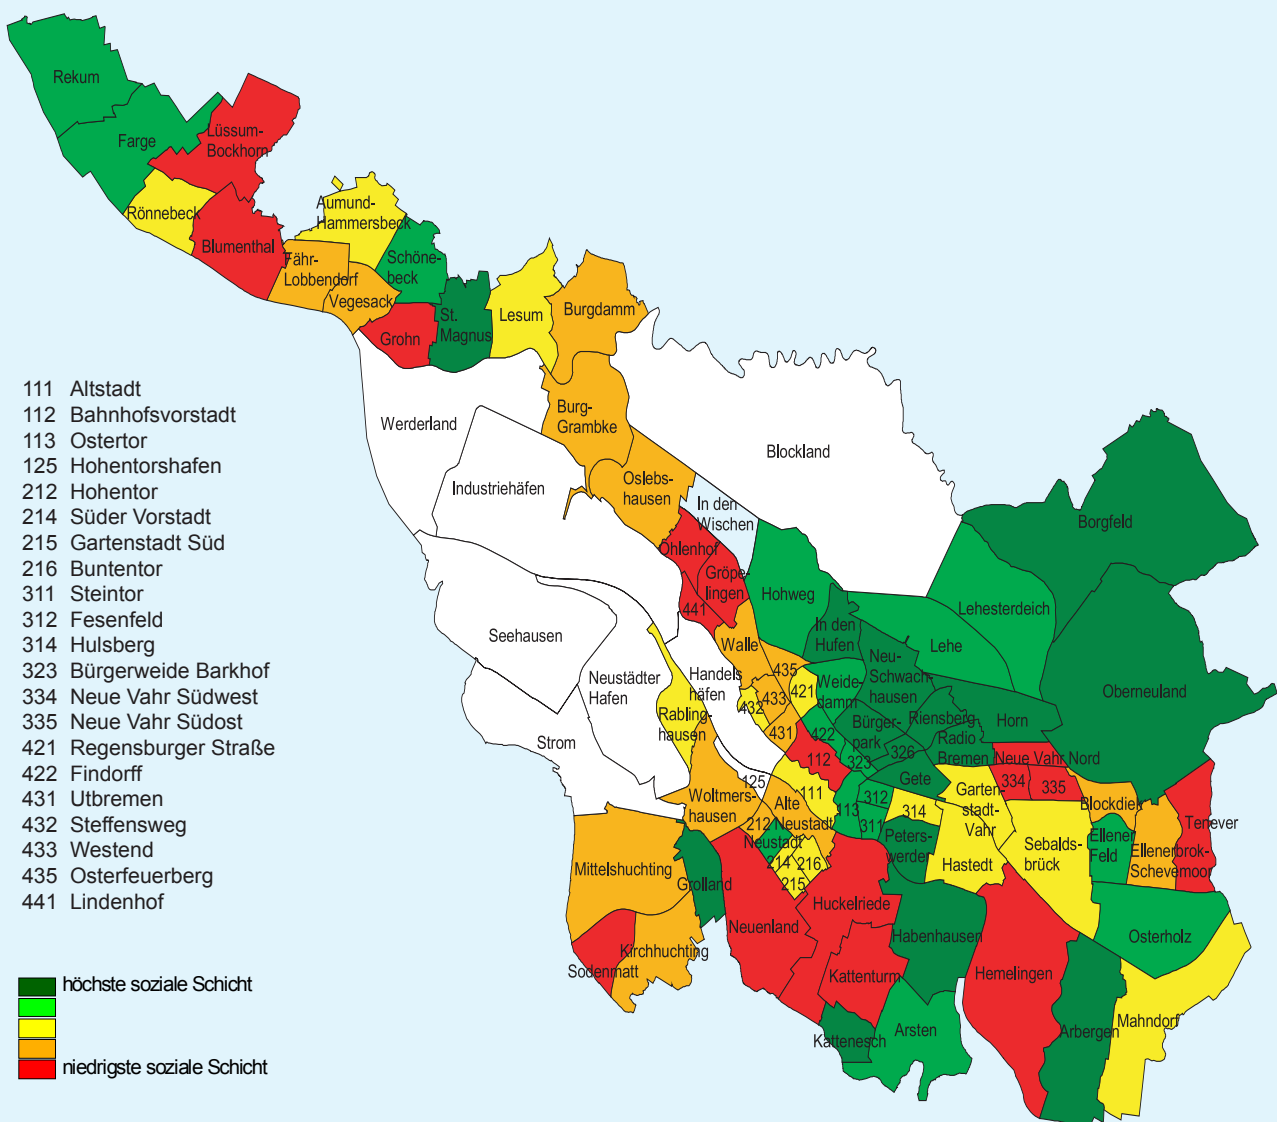 Rekum
Farge
Lüssum-
Bockhorn
Rönnebeck
Blumenthal
Aumund-
Hammersbeck
Fähr-
Lobbendorf
Vegesack
Schöne-
beck
Grohn
St.
Magnus
Lesum
Burgdamm
Werderland
Burg-
Grambke
Blockland
Industriehäfen
Oslebs-
hausen
In den
Wischen
Borgfeld
Ohlenhof
Gröpe-
lingen
441
Hohweg
Lehesterdeich
Seehausen
Walle
In den
Hufen
Lehe
Oberneuland
Neustädter
Hafen
Handels
häfen
Rabling-
hausen
435
433
432
431
421
Weide-
damm
Neu-
Schwach-
hausen
Riensberg
Horn
Strom
Bürger-
park
422
323
326
Radio
Bremen
Neue Vahr Nord
112
Gete
334
335
125
111
113
312
311
314
Garten-
stadt-
Vahr
Blockdiek
Tenever
Woltmers-
hausen
Alte
Neustadt
212
Neustadt
214
216
215
Peters-
werder
Hastedt
Sebalds-
brück
Ellener
Feld
Ellenerbrok-
Schevemoor
Mittelshuchting
Grolland
Huckelriede
Neuenland
Habenhausen
Osterholz
Sodenmatt
Kirchhuchting
Kattenturm
Hemelingen
Kattenesch
Arsten
Arbergen
Mahndorf
111 Altstadt
112 Bahnhofsvorstadt
113 Ostertor
125 Hohentorshafen
212 Hohentor
214 Süder Vorstadt
215 Gartenstadt Süd
216 Buntentor
311 Steintor
312 Fesenfeld
314 Hulsberg
323 Bürgerweide Barkhof
334 Neue Vahr Südwest
335 Neue Vahr Südost
421 Regensburger Straße
422 Findorff
431 Utbremen
432 Steffensweg
433 Westend
435 Osterfeuerberg
441 Lindenhof
höchste soziale Schicht
niedrigste soziale Schicht